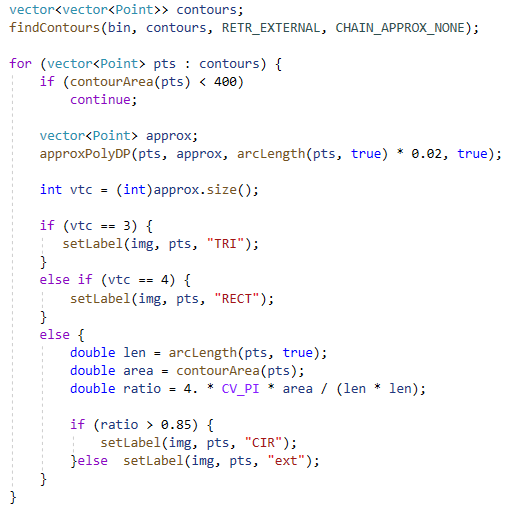 vector<vector<Point>> contours;
findContours(bin, contours, RETR_EXTERNAL, CHAIN_APPROX_NONE);

for (vector<Point> pts : contours) {
    if (contourArea(pts) < 400)
        continue;

    vector<Point> approx;
    approxPolyDP(pts, approx, arcLength(pts, true) * 0.02, true);

    int vtc = (int)approx.size();

    if (vtc == 3) {
       setLabel(img, pts, "TRI");
    }
    else if (vtc == 4) {
        setLabel(img, pts, "RECT");
    }
    else {
        double len = arcLength(pts, true);
        double area = contourArea(pts);
        double ratio = 4. * CV_PI * area / (len * len);

        if (ratio > 0.85) {
            setLabel(img, pts, "CIR");
        }else  setLabel(img, pts, "ext");
    }
}